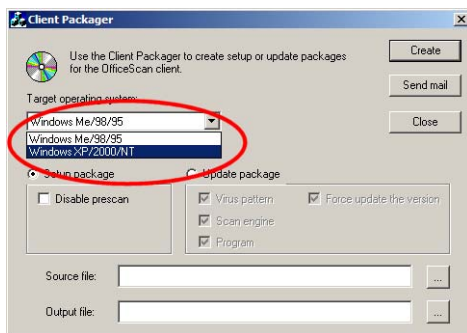 Client Packager
Use the Client Packager to create setup or update packages
for the OfficeScan client.
Create
Send mail
Close
Target operating system:
Windows Me/98/95
Windows Me/98/95
Windows XP/2000/NT
Setup package
Update package
Disable prescan
Virus pattern
Force update the version
Scan engine
Program
Source file:
...
Output file:
...